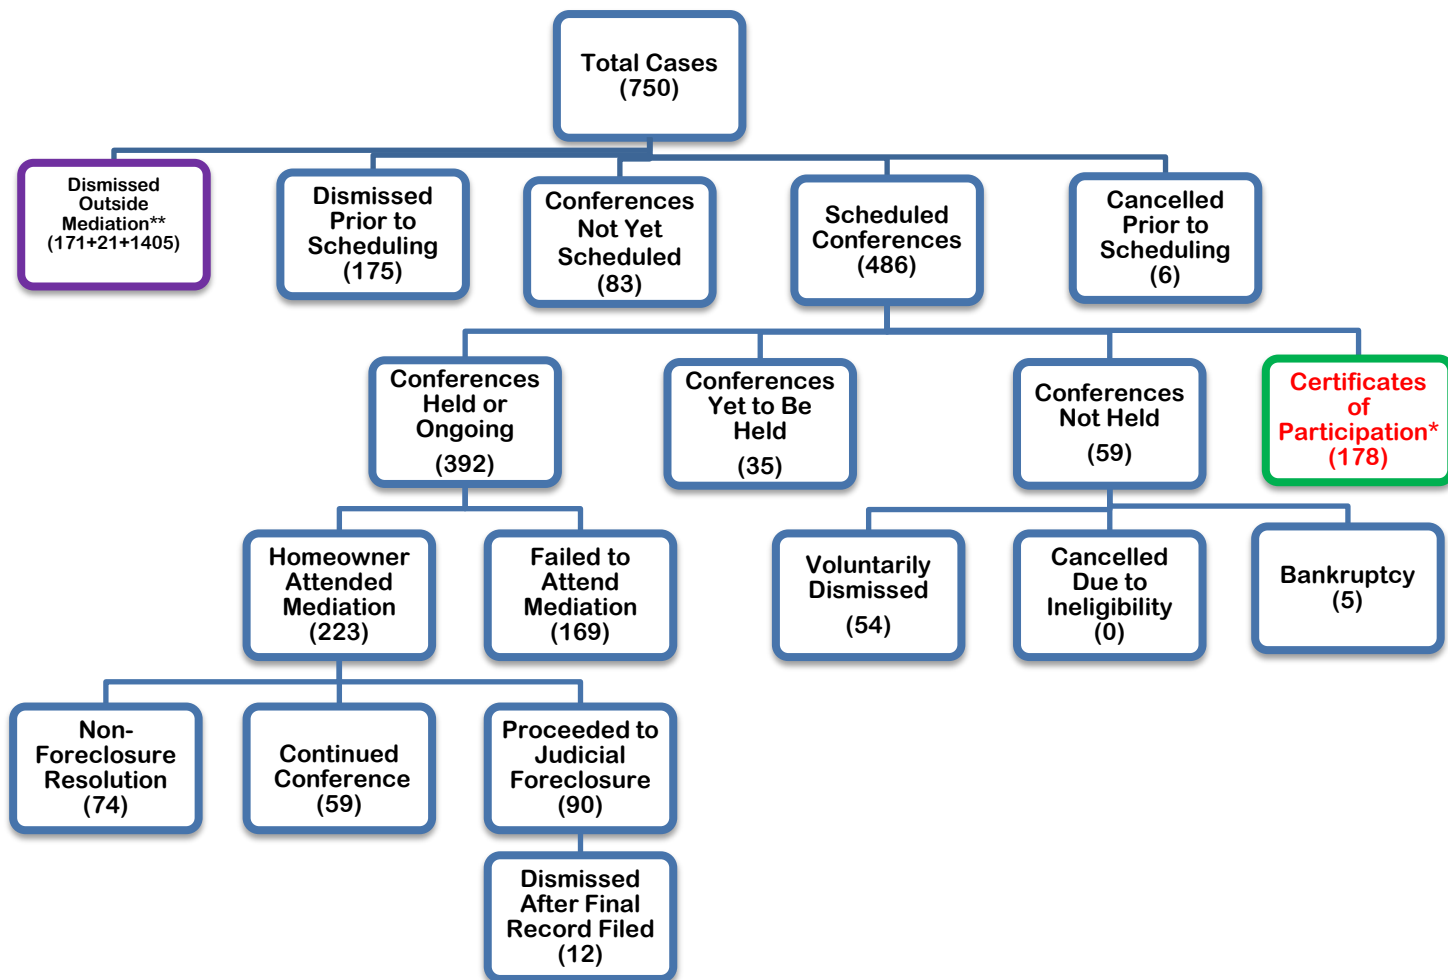 Total Cases
(750)
Dismissed
Outside
Mediation**
(171+21+1405)
Dismissed
Prior to
Scheduling
(175)
Conferences
Not Yet
Scheduled
(83)
Scheduled
Conferences
(486)
Cancelled
Prior to
Scheduling
(6)
Conferences
Held or
Ongoing
(392)
Conferences
Yet to Be
Held
(35)
Conferences
Not Held
(59)
Certificates
of
Participation*
(178)
Homeowner
Attended
Mediation
(223)
Failed to
Attend
Mediation
(169)
Voluntarily
Dismissed
(54)
Cancelled
Due to
Ineligibility
(0)
Bankruptcy
(5)
Non-
Foreclosure
Resolution
(74)
Continued
Conference
(59)
Proceeded to
Judicial
Foreclosure
(90)
Dismissed
After Final
Record Filed
(12)